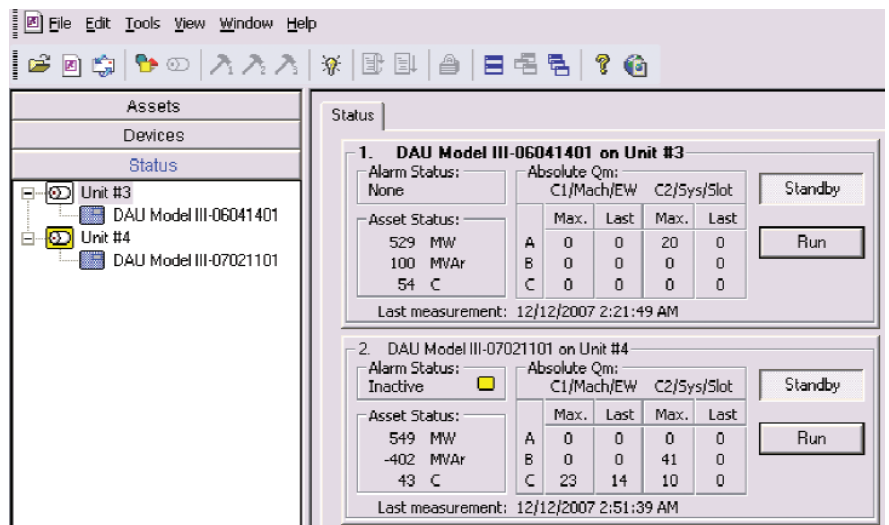 File Edit Tools View Window Help
Assets
Devices
Status
Unit #3
DAU Model III-06041401
Unit #4
DAU Model III-07021101
Status
1. DAU Model III-06041401 on Unit #3
Alarm Status:
None
Absolute Qm:
C1/Mach/EW C2/Sys/Slot
Standby
Asset Status:
Max. Last Max. Last
529 MW A 0 0 20 0
Run
100 MVAr B 0 0 0 0
54 C C 0 0 0 0
Last measurement: 12/12/2007 2:21:49 AM
2. DAU Model III-07021101 on Unit #4
Alarm Status:
Inactive
Absolute Qm:
C1/Mach/EW C2/Sys/Slot
Standby
Asset Status:
Max. Last Max. Last
549 MW A 0 0 0 0
Run
-402 MVAr B 0 0 41 0
43 C C 23 14 10 0
Last measurement: 12/12/2007 2:51:39 AM